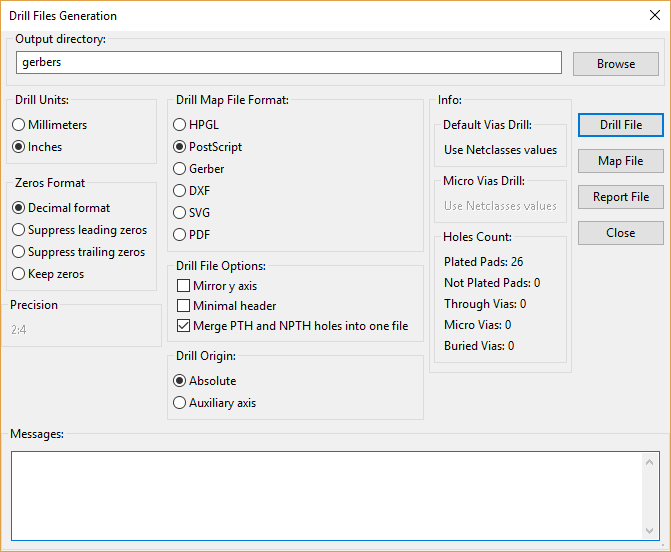 Drill Files Generation
Output directory:
gerbers
Browse
Drill Units:
Millimeters
Inches
Zeros Format
Decimal format
Suppress leading zeros
Suppress trailing zeros
Keep zeros
Precision
2:4
Drill Map File Format:
HPGL
PostScript
Gerber
DXF
SVG
PDF
Drill File Options:
Mirror y axis
Minimal header
Merge PTH and NPTH holes into one file
Drill Origin:
Absolute
Auxiliary axis
Info:
Default Vias Drill:
Use Netclasses values
Micro Vias Drill:
Use Netclasses values
Holes Count:
Plated Pads: 26
Not Plated Pads: 0
Through Vias: 0
Micro Vias: 0
Buried Vias: 0
Drill File
Map File
Report File
Close
Messages: